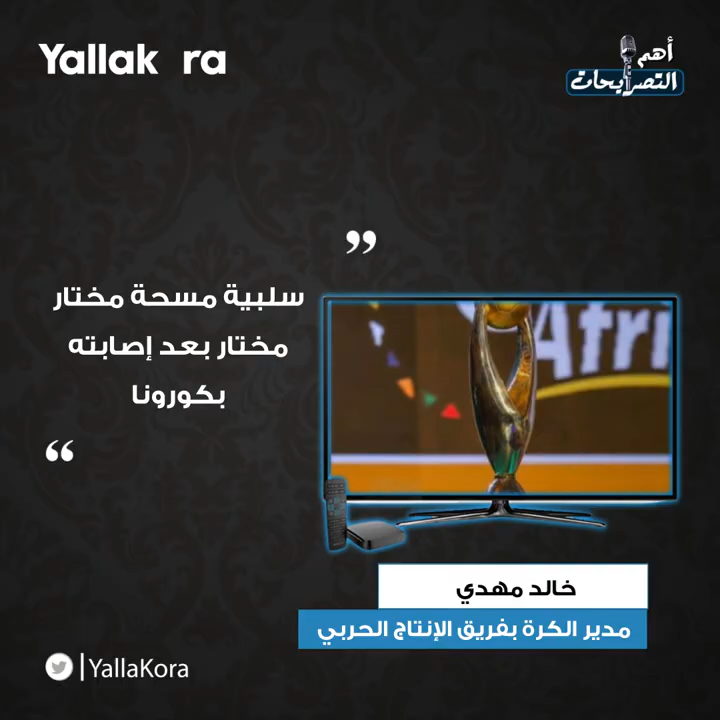 Yallak ra
أهم
التصريحات
”
سلبية مسحة مختار
مختار بعد إصابته
بكورونا
“
Afri
خالد مهدي
مدير الكرة بفريق الإنتاج الحربي
|YallaKora